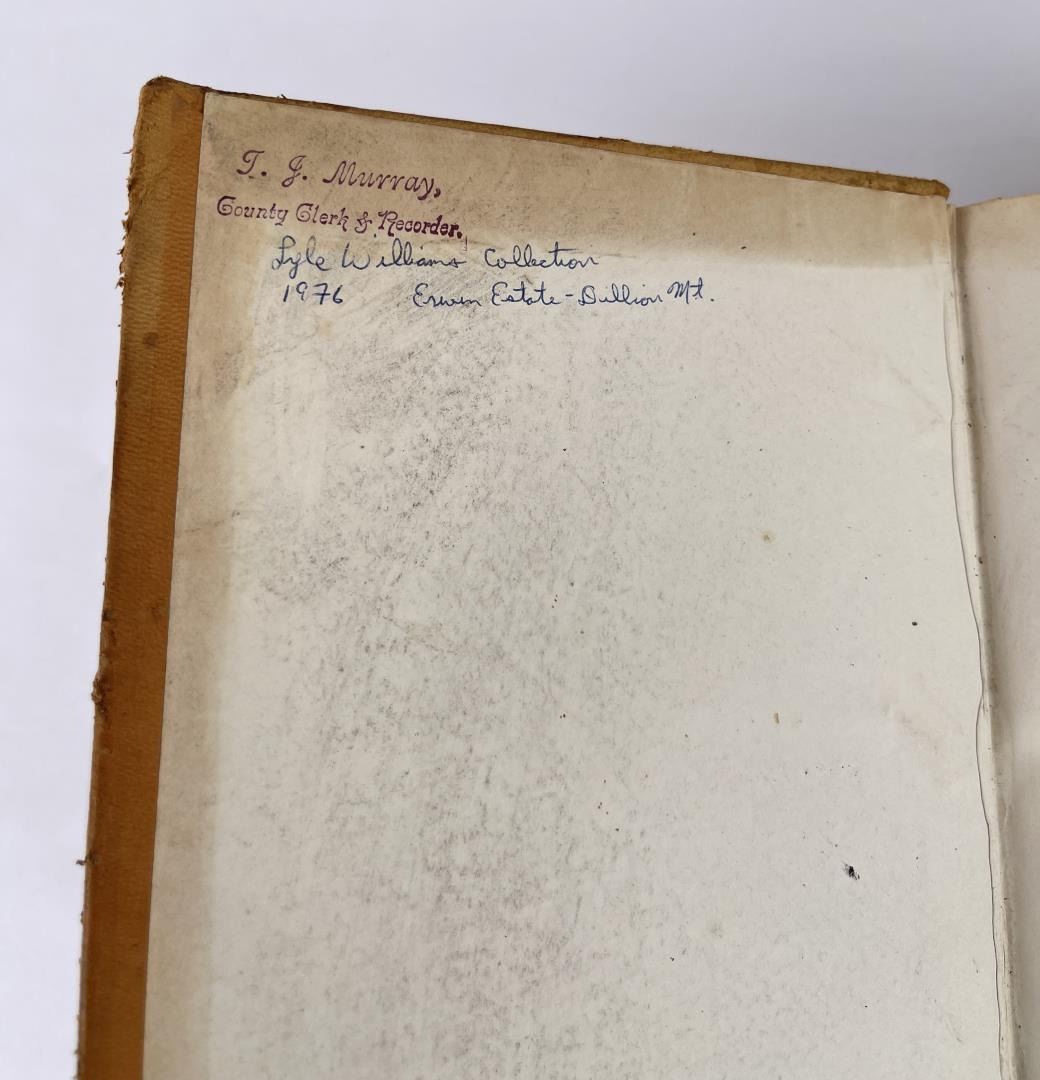 T. J. Murray,
County Clerk & Recorder.
Lyle Williams Collection
1976 Erwin Estate - Dillion Mt.